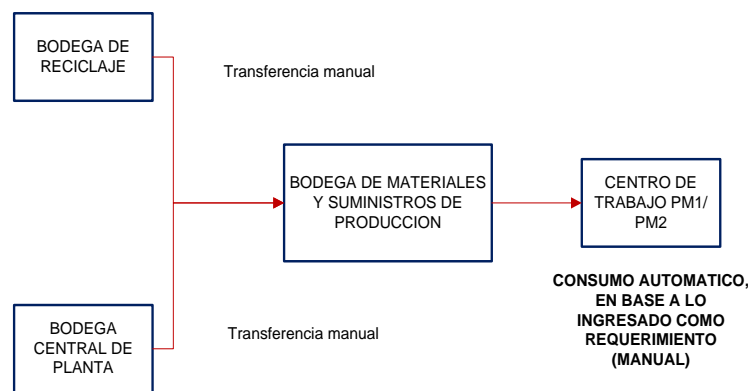 BODEGA DE
RECICLAJE
Transferencia manual
BODEGA DE MATERIALES
Y SUMINISTROS DE
PRODUCCION
CENTRO DE
TRABAJO PM1/
PM2
CONSUMO AUTOMATICO,
EN BASE A LO
INGRESADO COMO
REQUERIMIENTO
(MANUAL)
BODEGA
CENTRAL DE
PLANTA
Transferencia manual